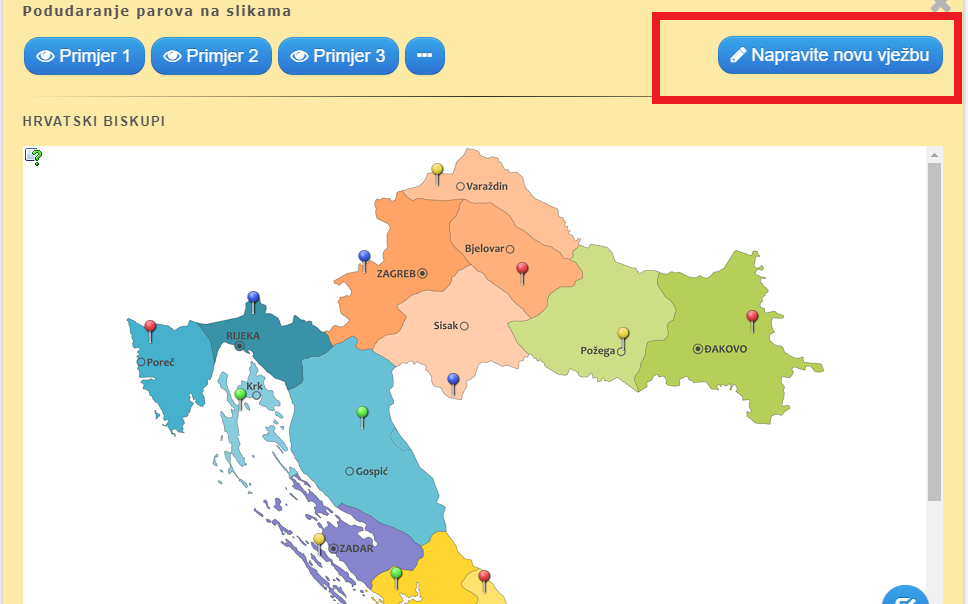 Podudaranje parova na slikama
Primjer 1 Primjer 2 Primjer 3 Napravite novu vježbu
HRVATSKI BISKUPI
Varaždin
Bjelovar
ZAGREB
Sisak
RIJEKA
Požega
ĐAKOVO
Poreč
Krk
Gospić
ZADAR